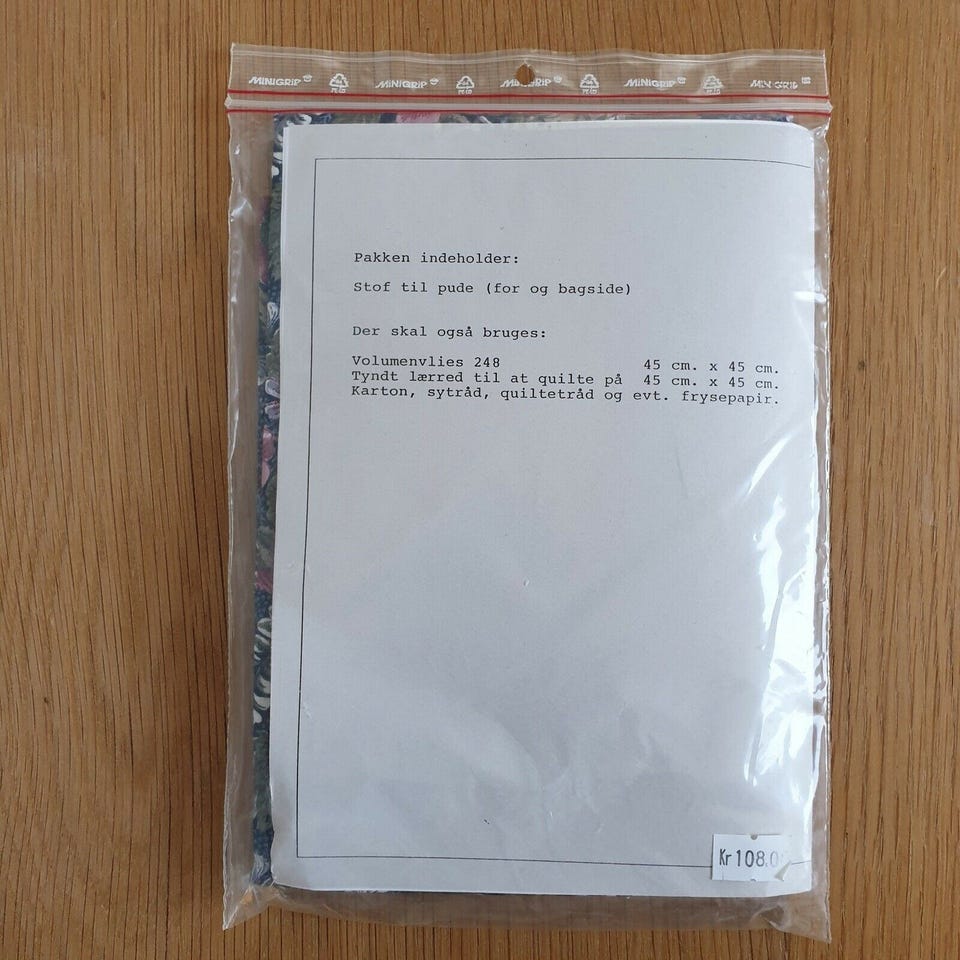 MINIGRIP MINIGRIP MINIGRIP MINIGRIP MINIGRIP
Pakken indeholder:
Stof til pude (for og bagside)
Der skal også bruges:
Volumenvlies 248 45 cm. x 45 cm.
Tyndt lærred til at quilte på 45 cm. x 45 cm.
Karton, sytråd, quiltetråd og evt. frysepapir.
Kr 108.0